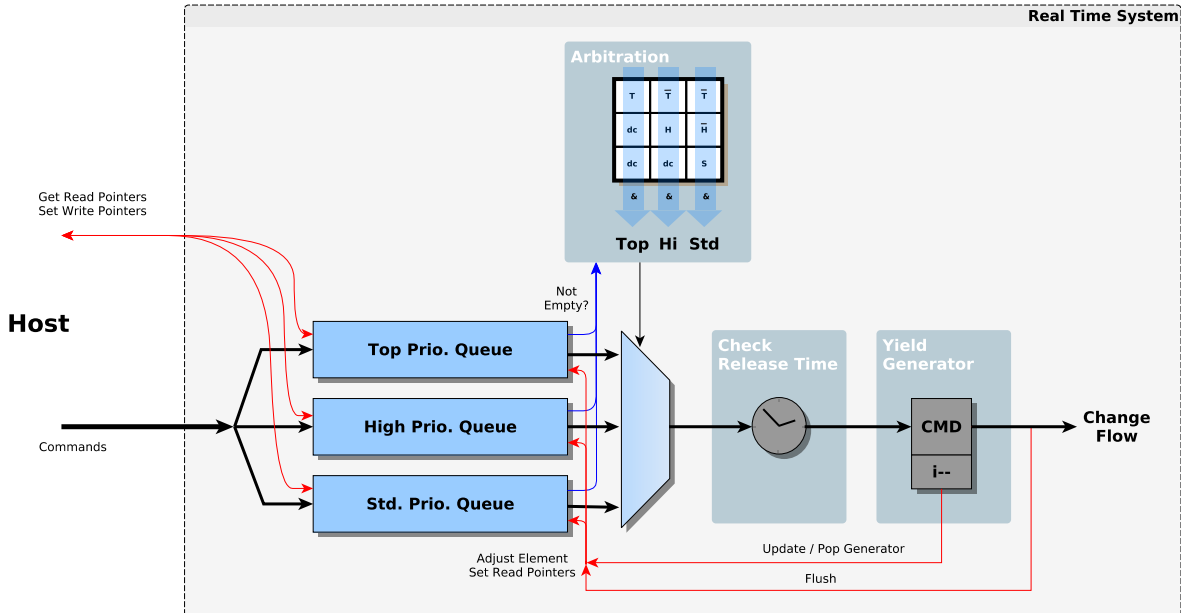 Real Time System
Arbitration
T T̅ T̅
dc H H̅
dc dc S
& & &
Top Hi Std
Get Read Pointers
Set Write Pointers
Not
Empty?
Host
Top Prio. Queue
Check
Release Time
Yield
Generator
High Prio. Queue
CMD
Change
Flow
Commands
i--
Std. Prio. Queue
Update / Pop Generator
Adjust Element
Set Read Pointers
Flush